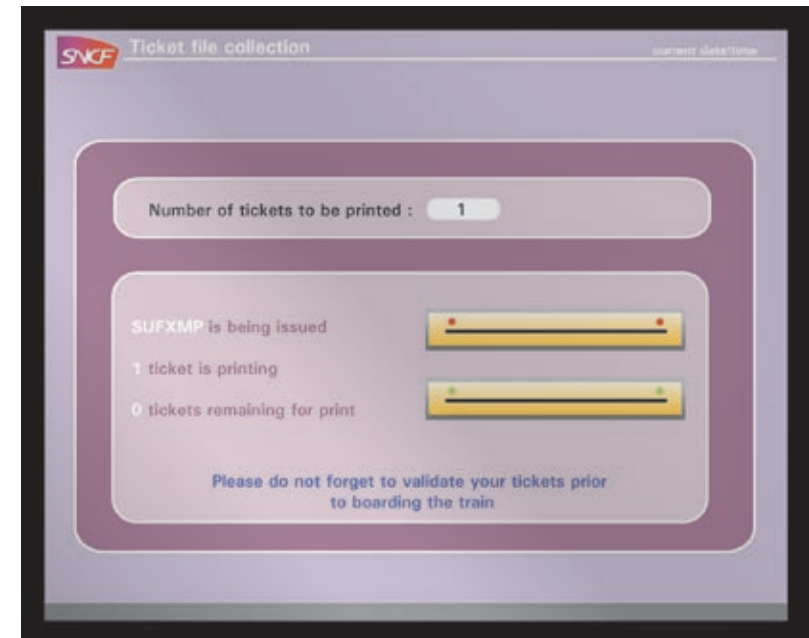 SNCF
Ticket file collection
current date/time
Number of tickets to be printed : 1
SUFXMP is being issued
1 ticket is printing
0 tickets remaining for print
Please do not forget to validate your tickets prior
to boarding the train